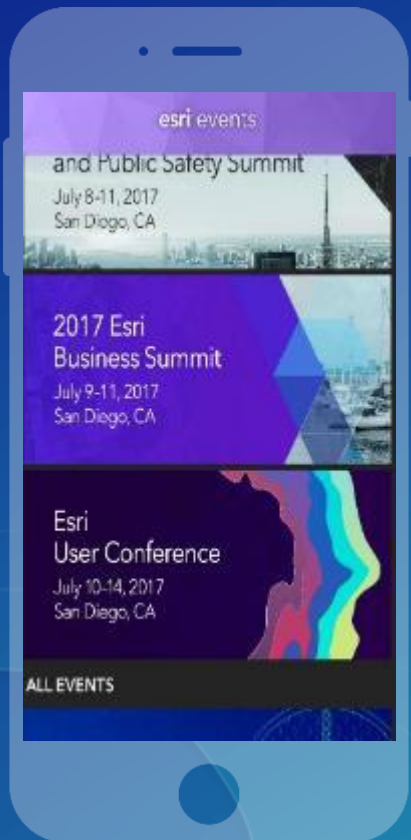 esri events
and Public Safety Summit
July 8-11, 2017
San Diego, CA
2017 Esri
Business Summit
July 9-11, 2017
San Diego, CA
Esri
User Conference
July 10-14, 2017
San Diego, CA
ALL EVENTS